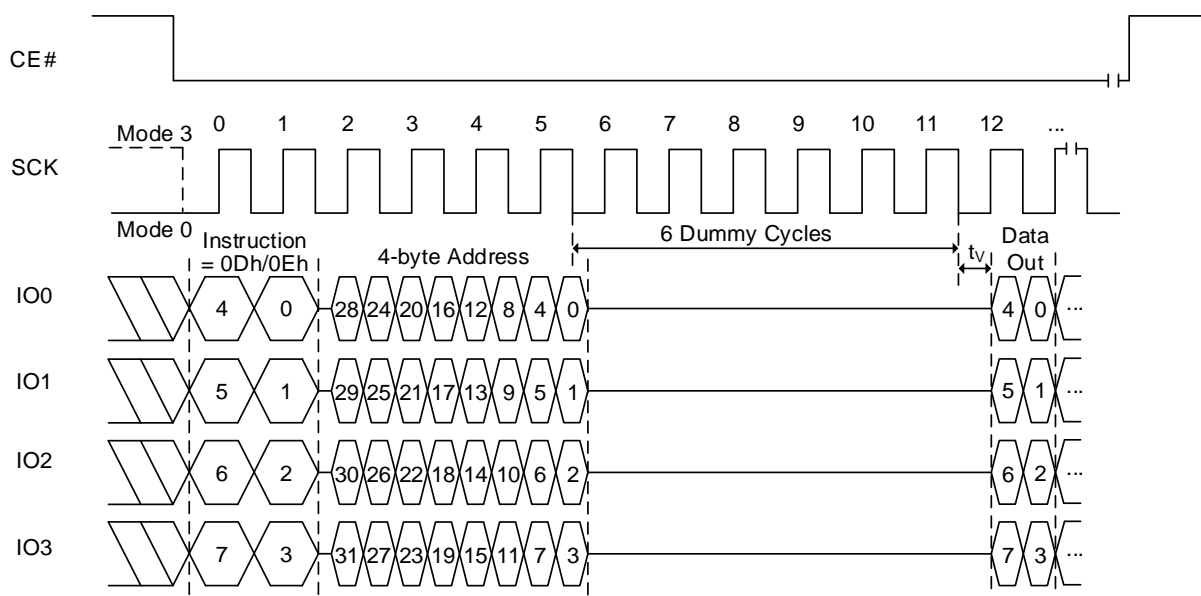 CE#
0 1 2 3 4 5 6 7 8 9 10 11 12 ...
Mode 3
SCK
Mode 0
Instruction
= 0Dh/0Eh
4-byte Address
6 Dummy Cycles
tV
Data
Out
IO0
4 0 28 24 20 16 12 8 4 0 4 0 ...
IO1
5 1 29 25 21 17 13 9 5 1 5 1 ...
IO2
6 2 30 26 22 18 14 10 6 2 6 2 ...
IO3
7 3 31 27 23 19 15 11 7 3 7 3 ...